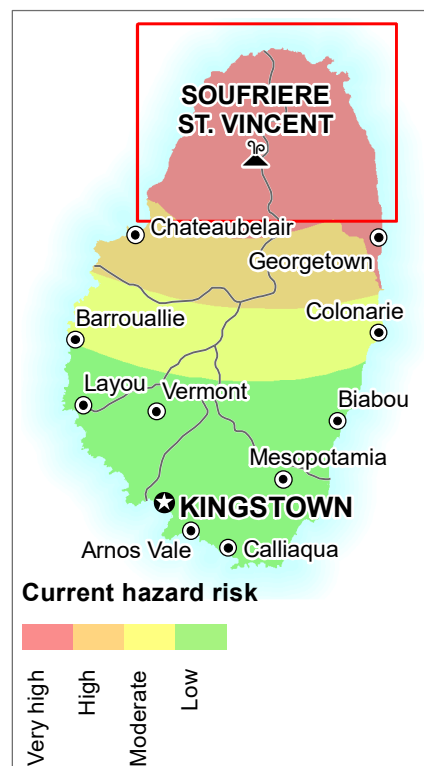 SOUFRIERE
ST. VINCENT
Chateaubelair
Georgetown
Colonarie
Barrouallie
Layou
Vermont
Biabou
Mesopotamia
KINGSTOWN
Arnos Vale
Calliaqua
Current hazard risk
Very high
High
Moderate
Low